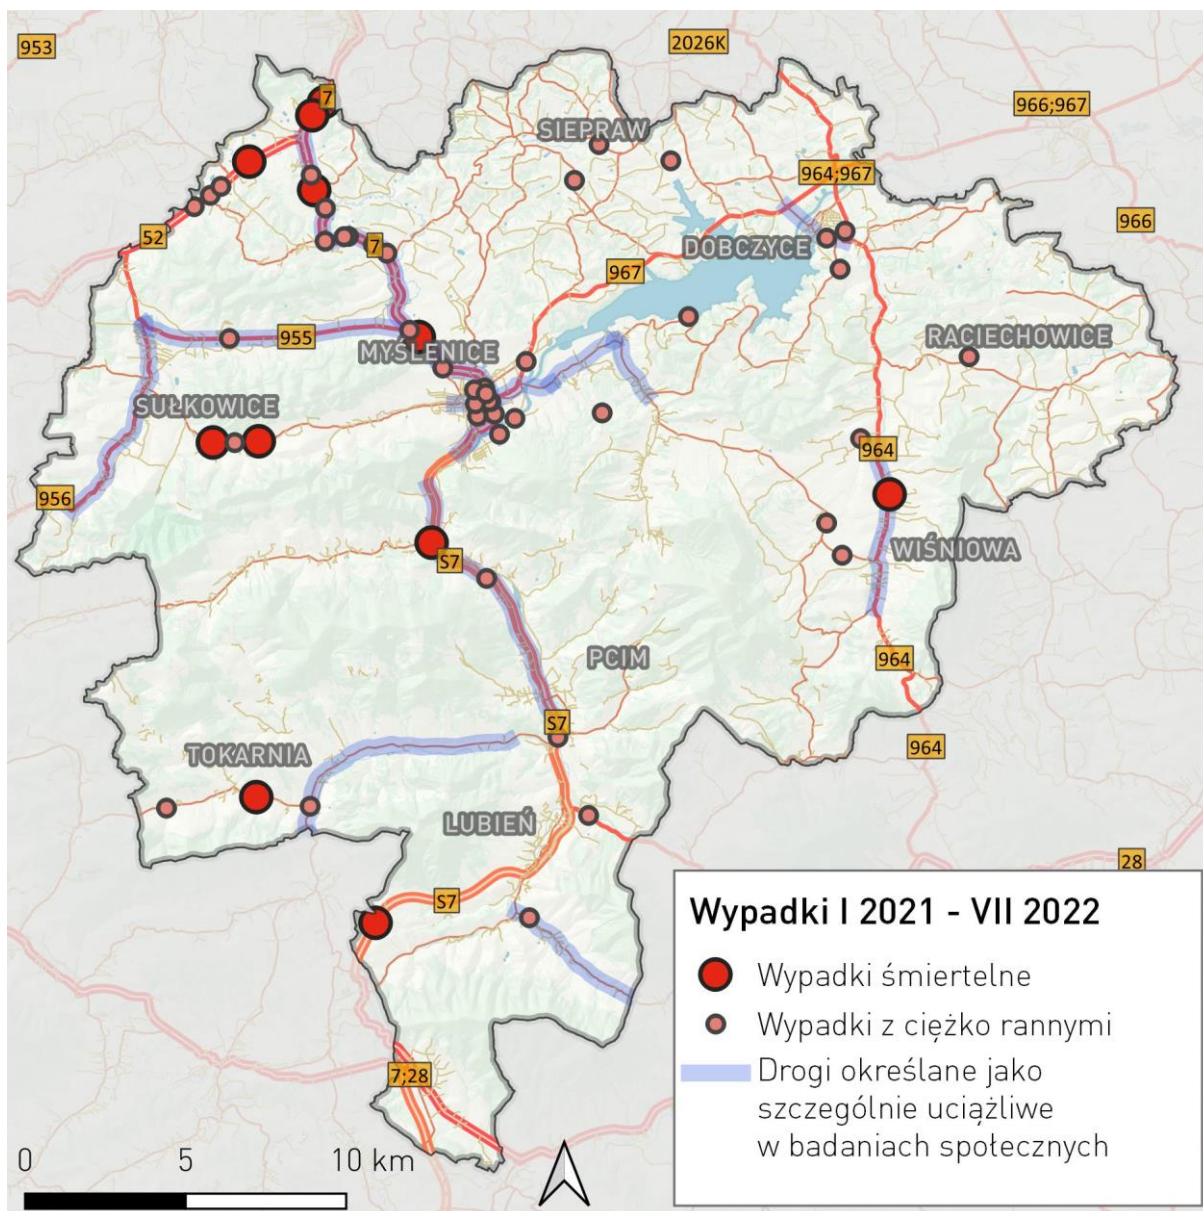 953
2026K
7
966;967
SIEPRAW
964;967
966
52
7
DOBCZYCE
967
955
MYŚLENICE
RACIECHOWICE
SUŁKOWICE
964
956
S7
WIŚNIOWA
PCIM
964
S7
964
TOKARNIA
LUBIEŃ
28
S7
7;28
Wypadki I 2021 - VII 2022
Wypadki śmiertelne
Wypadki z ciężko rannymi
Drogi określane jako
szczególnie uciążliwe
w badaniach społecznych
0 5 10 km